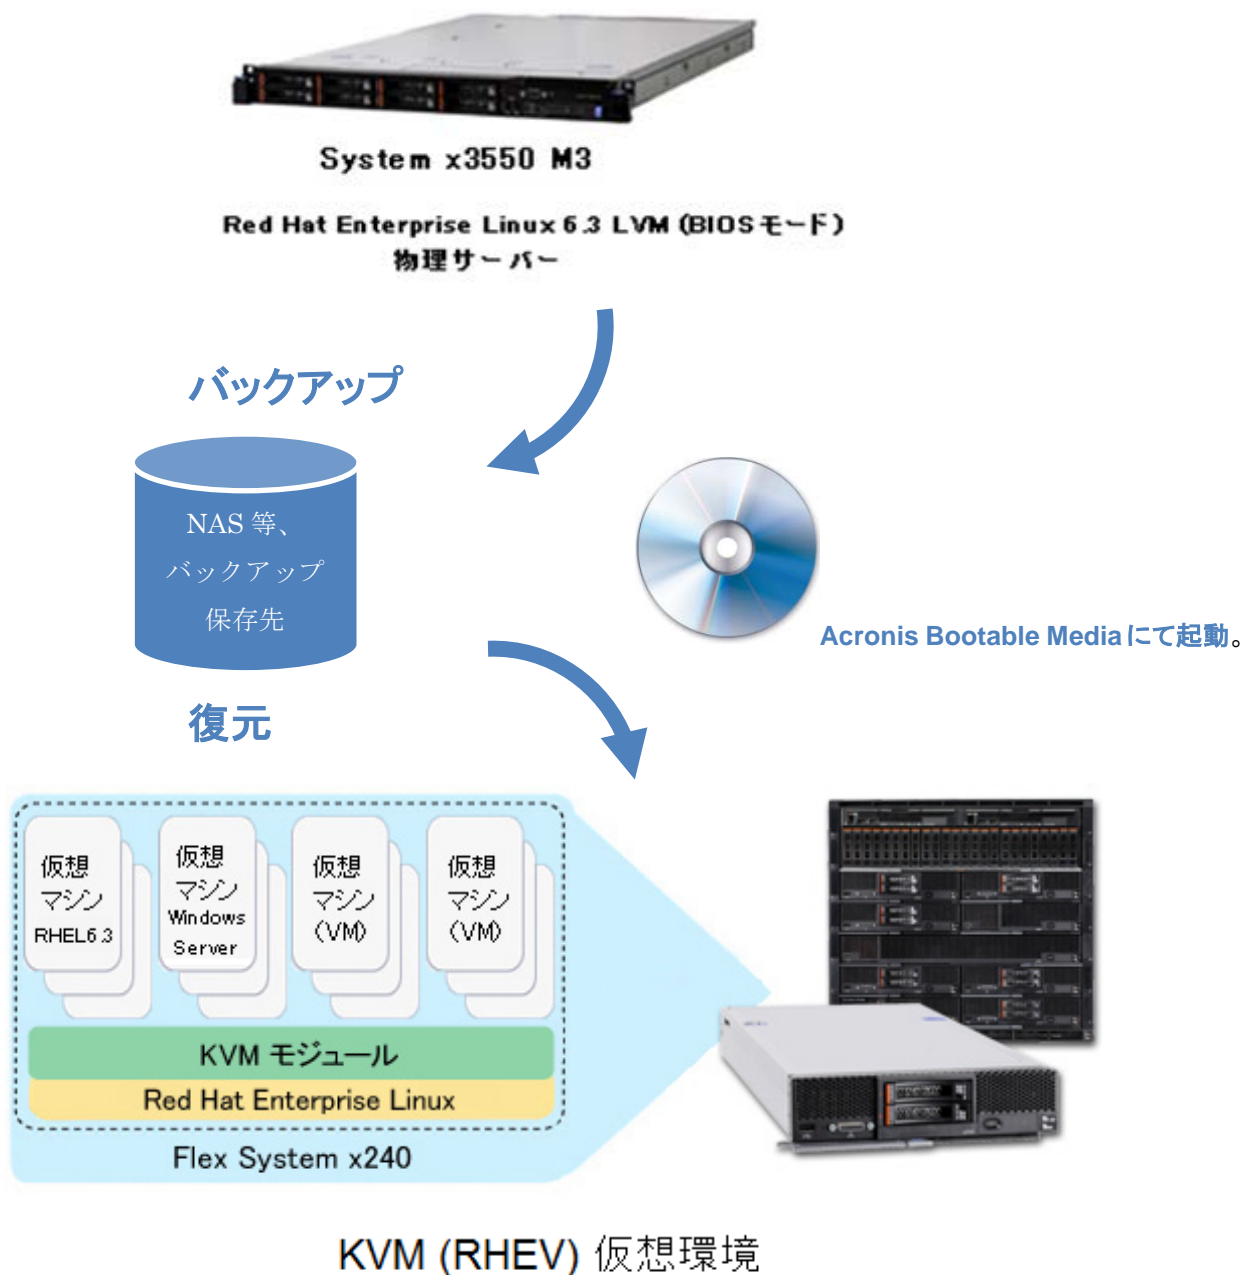 System x3550 M3
Red Hat Enterprise Linux 6.3 LVM (BIOSモード)
物理サーバー
バックアップ
NAS 等、
バックアップ
保存先
Acronis Bootable Mediaにて起動。
復元
仮想
マシン
RHEL6.3
仮想
マシン
Windows
Server
仮想
マシン
(VM)
仮想
マシン
(VM)
KVM モジュール
Red Hat Enterprise Linux
Flex System x240
KVM (RHEV) 仮想環境